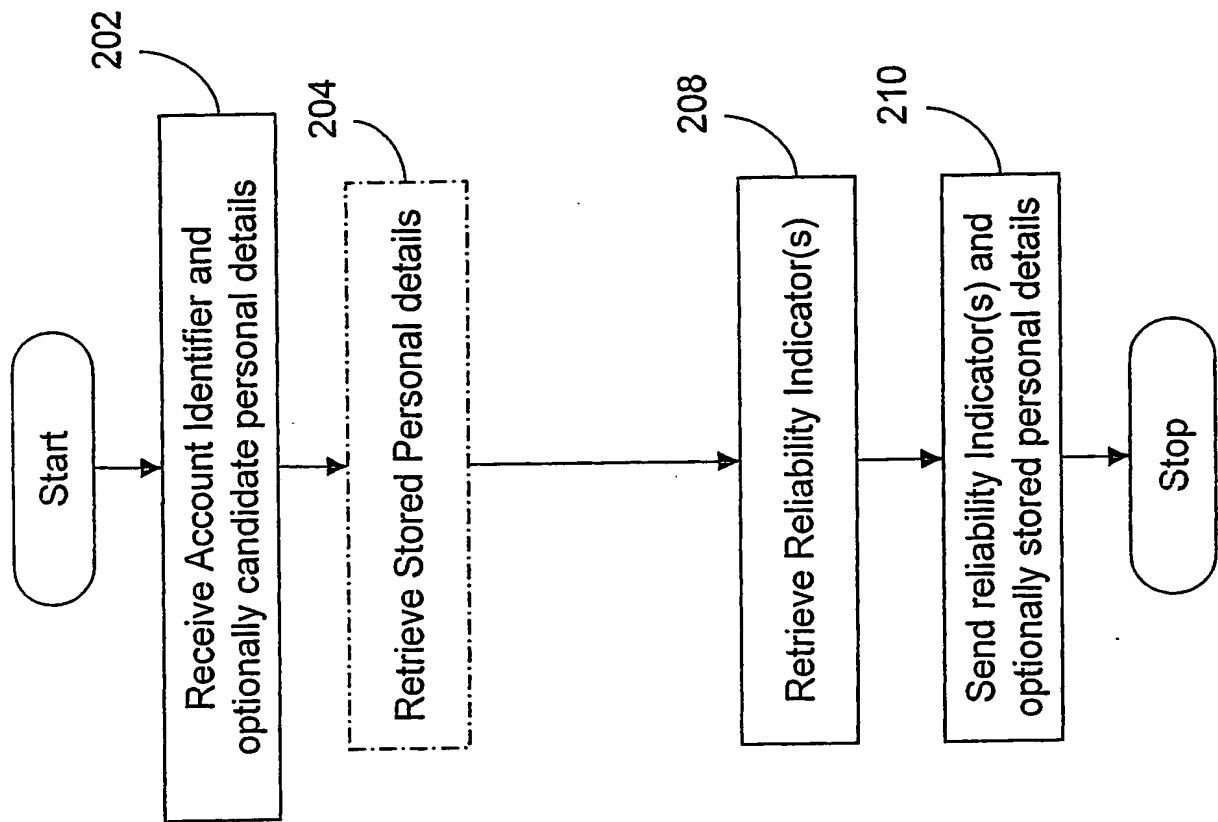 Start
202
Receive Account Identifier and
optionally candidate personal details
204
Retrieve Stored Personal details
208
Retrieve Reliability Indicator(s)
210
Send reliability Indicator(s) and
optionally stored personal details
Stop